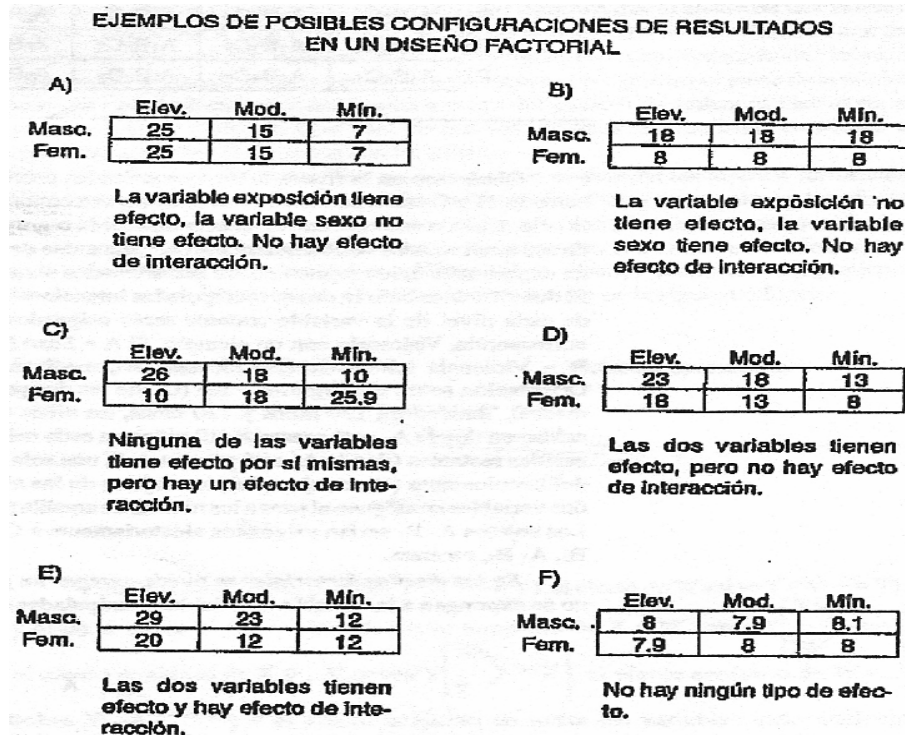 EJEMPLOS DE POSIBLES CONFIGURACIONES DE RESULTADOS
EN UN DISEÑO FACTORIAL
A)
Elev. Mod. Mín.
Masc. 25 15 7
Fem. 25 15 7
La variable exposición tiene
efecto, la variable sexo no
tiene efecto. No hay efecto
de interacción.
B)
Elev. Mod. Mín.
Masc. 18 18 18
Fem. 8 8 8
La variable expósición no
tiene efecto, la variable
sexo tiene efecto. No hay
efecto de interacción.
C)
Elev. Mod. Mín.
Masc. 26 18 10
Fem. 10 18 25.9
Ninguna de las variables
tiene efecto por sí mismas,
pero hay un efecto de inte-
racción.
D)
Elev. Mod. Mín.
Masc. 23 18 13
Fem. 18 13 8
Las dos variables tienen
efecto, pero no hay efecto
de interacción.
E)
Elev. Mod. Mín.
Masc. 29 23 12
Fem. 20 12 12
Las dos variables tienen
efecto y hay efecto de inte-
racción.
F)
Elev. Mod. Mín.
Masc. 8 7.9 8.1
Fem. 7.9 8 8
No hay ningún tipo de efec-
to.